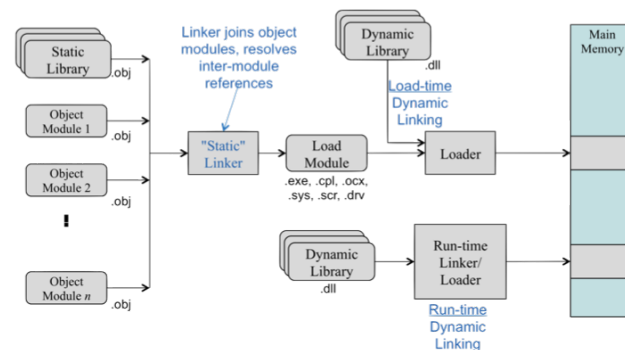 Static
Library
.obj
Object
Module 1
.obj
Object
Module 2
.obj
Object
Module n
.obj
Linker joins object
modules, resolves
inter-module
references
"Static"
Linker
Load
Module
.exe, .cpl, .ocx,
.sys, .scr, .drv
Dynamic
Library
.dll
Load-time
Dynamic
Linking
Loader
Dynamic
Library
.dll
Run-time
Linker/
Loader
Run-time
Dynamic
Linking
Main
Memory